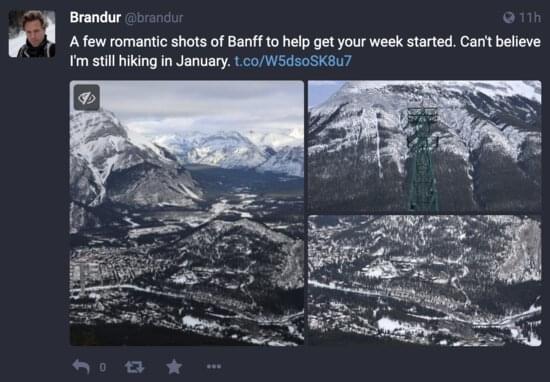 Brandur @brandur 11h
A few romantic shots of Banff to help get your week started. Can't believe
I'm still hiking in January. t.co/W5dsoSK8u7
0